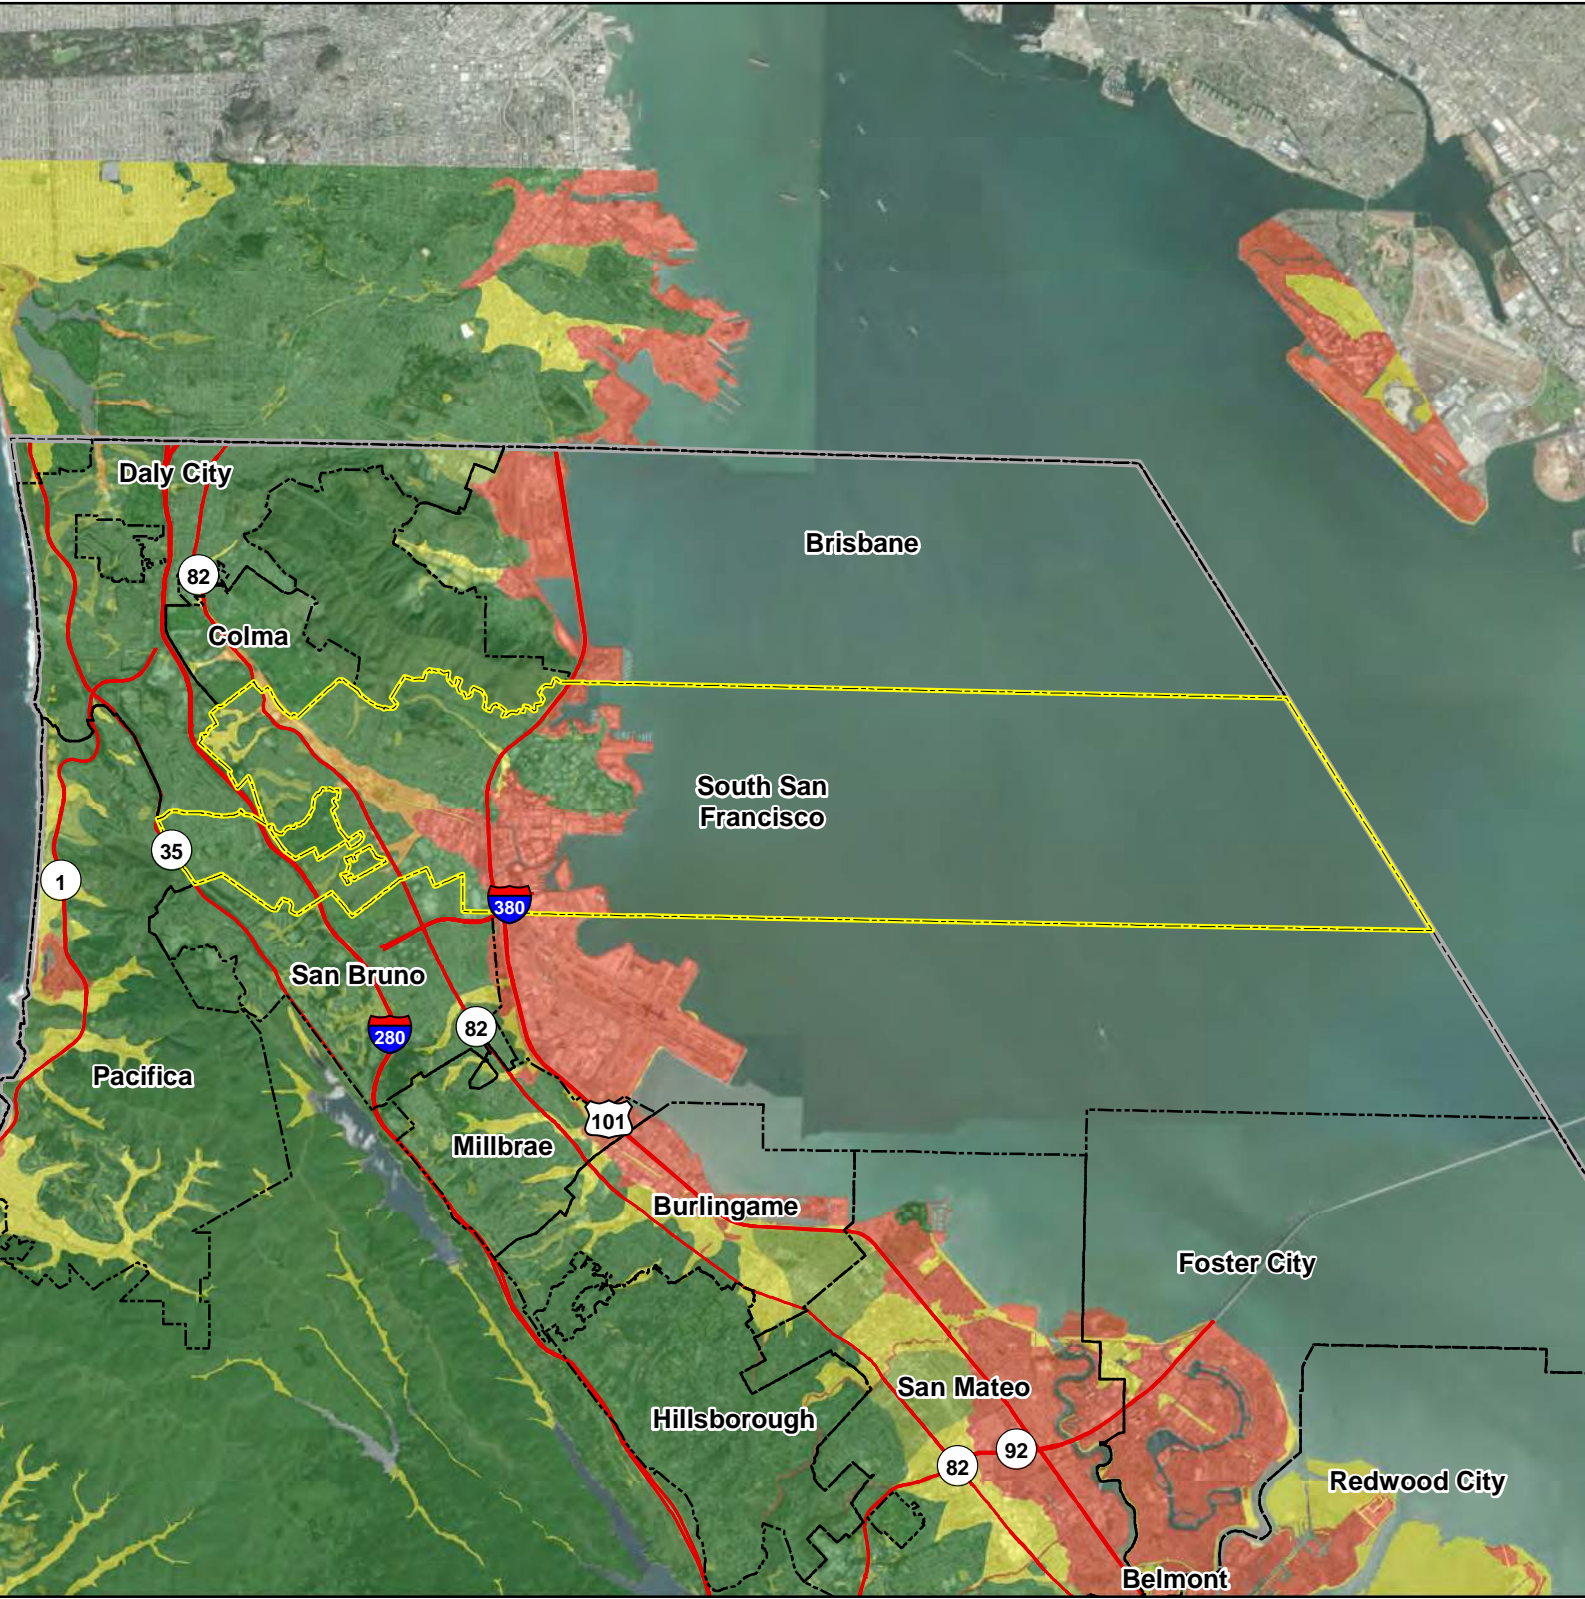 Daly City
Brisbane
82
Colma
South San
Francisco
35
1
380
San Bruno
82
280
Pacifica
101
Millbrae
Burlingame
Foster City
San Mateo
Hillsborough
92
82
Redwood City
Belmont